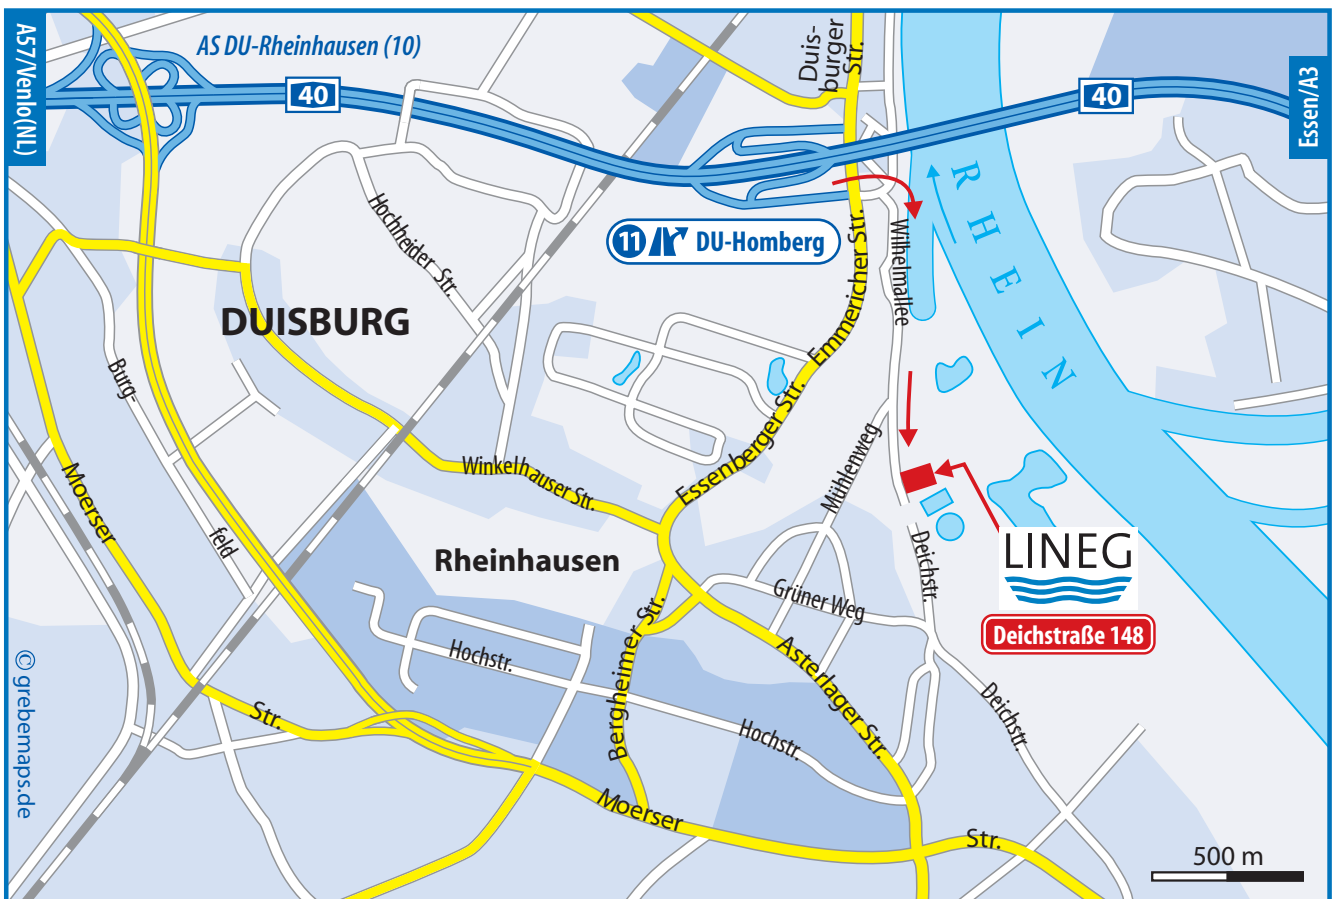 A57/Venlo(NL)
AS DU-Rheinhausen (10)
40
Duis-
burger
Str.
40
Essen/A3
RHEIN
11 DU-Homberg
Wilhelmallee
Hochheider Str.
Emmericher Str.
DUISBURG
Burg-
feld
Essenberger Str.
Mühlenweg
Winkelhauser Str.
Moerser
Str.
Rheinhausen
Deichstr.
LINEG
Deichstraße 148
Grüner Weg
Bergheimer Str.
Hochstr.
Asterlager Str.
Hochstr.
Deichstr.
Moerser
Str.
500 m
© grebemaps.de